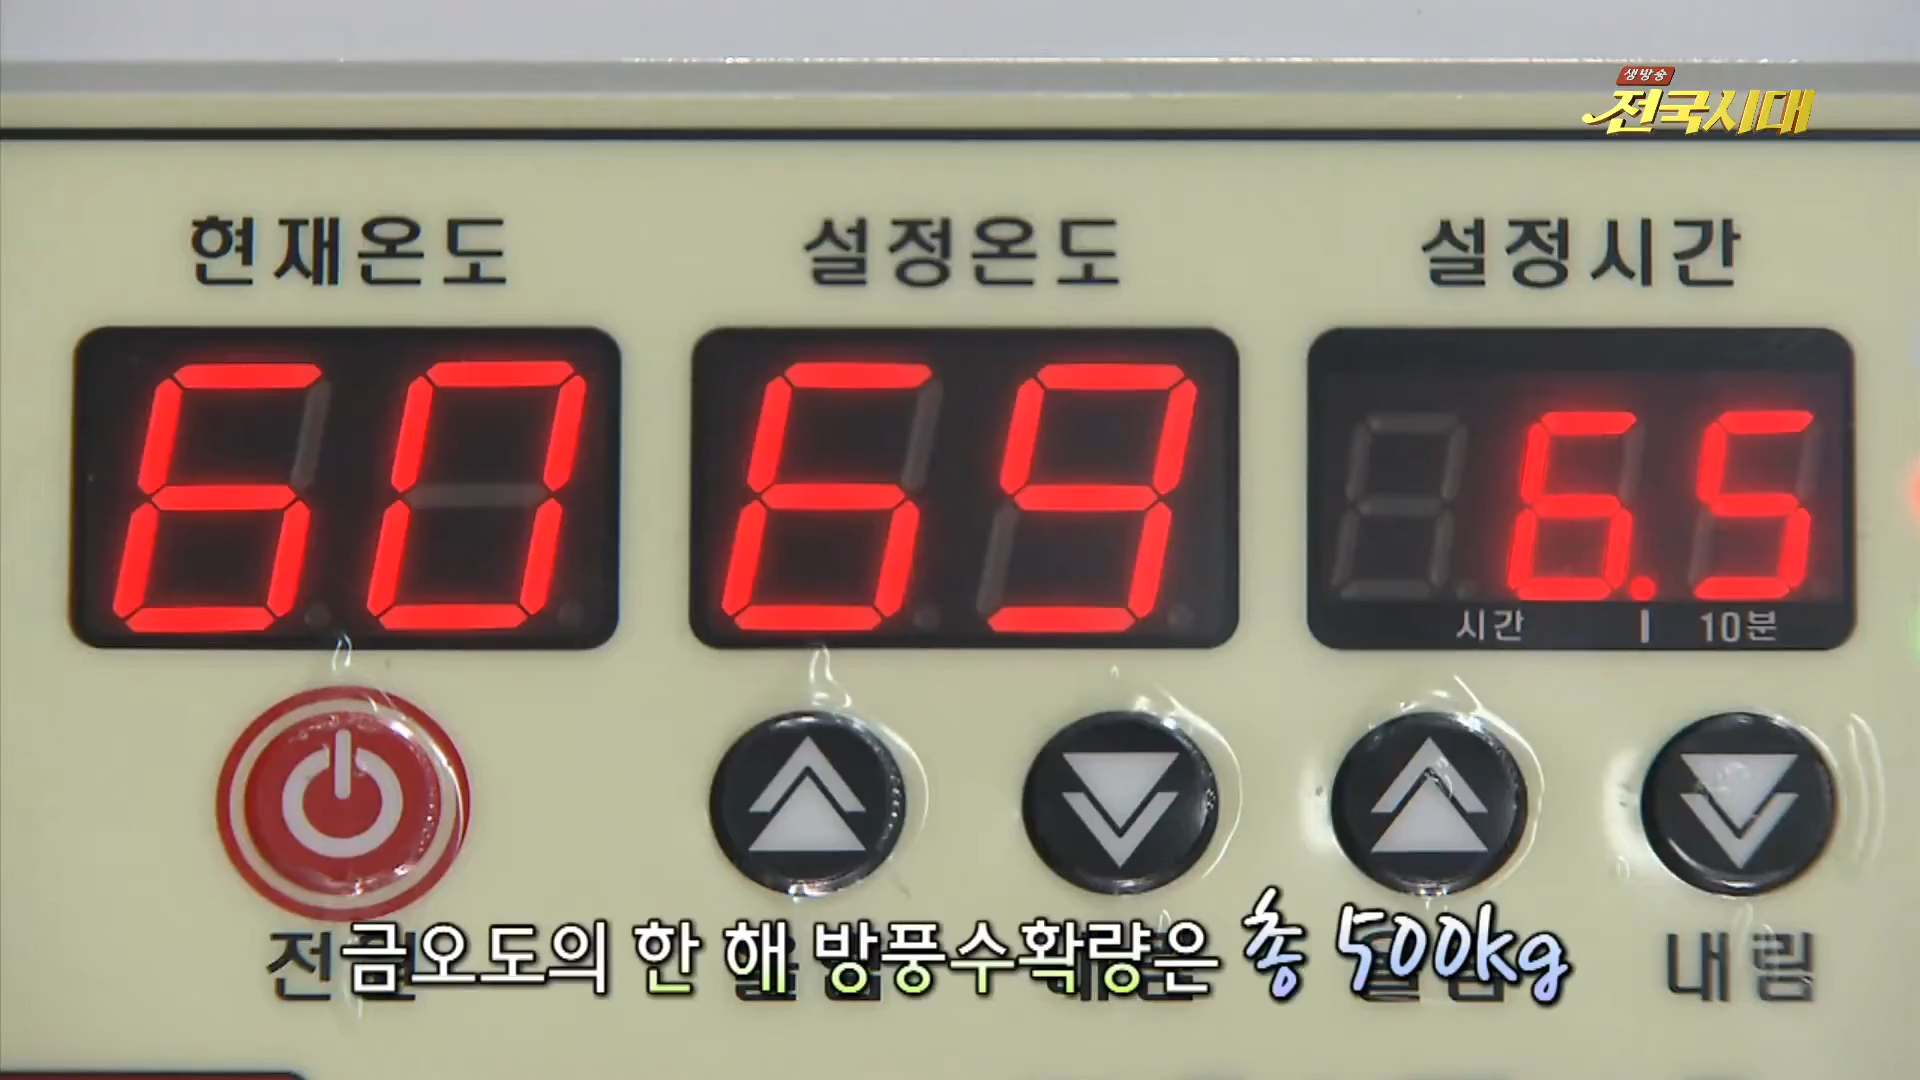 생방송
전국시대
현재온도 설정온도 설정시간
60 69 6.5
시간 10분
금오도의 한 해 방풍수확량은 총 500kg
내림